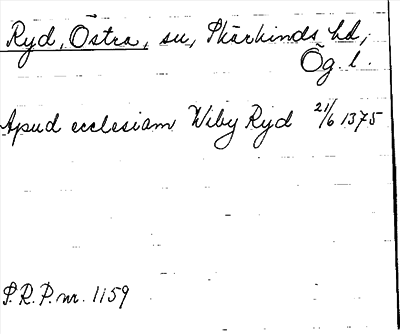 Ryd, Östra, sn, Skärkinds hd,
Ög. l.
Apud ecclesiam Wiby Ryd 21/6 1375
S.R.P. nr. 1159